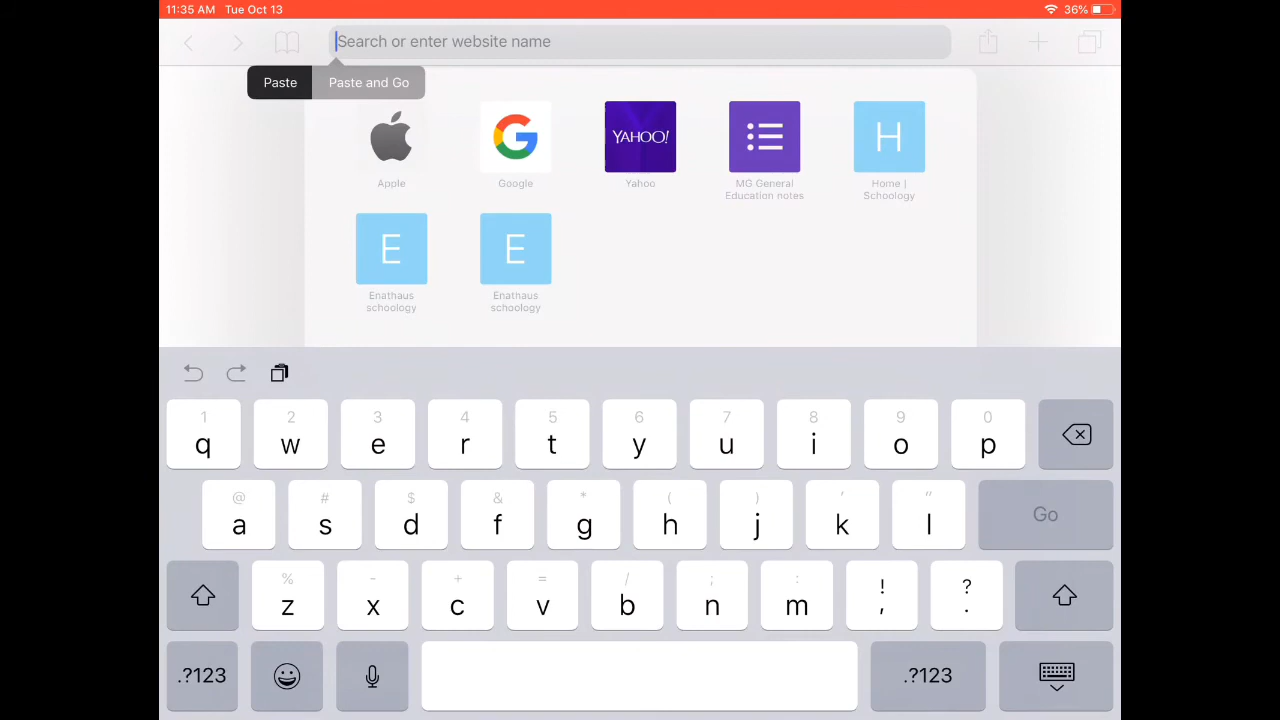 11:35 AM Tue Oct 13 36%
Search or enter website name
Paste Paste and Go
YAHOO! H
Apple Google Yahoo MG General Education notes Home | Schoology
E E
Enathaus schoology Enathaus schoology
1 2 3 4 5 6 7 8 9 0
q w e r t y u i o p
@ # $ & * ( ) ' "
a s d f g h j k l Go
% - + = / ; : ! ?
z x c v b n m , .
.?123 .?123